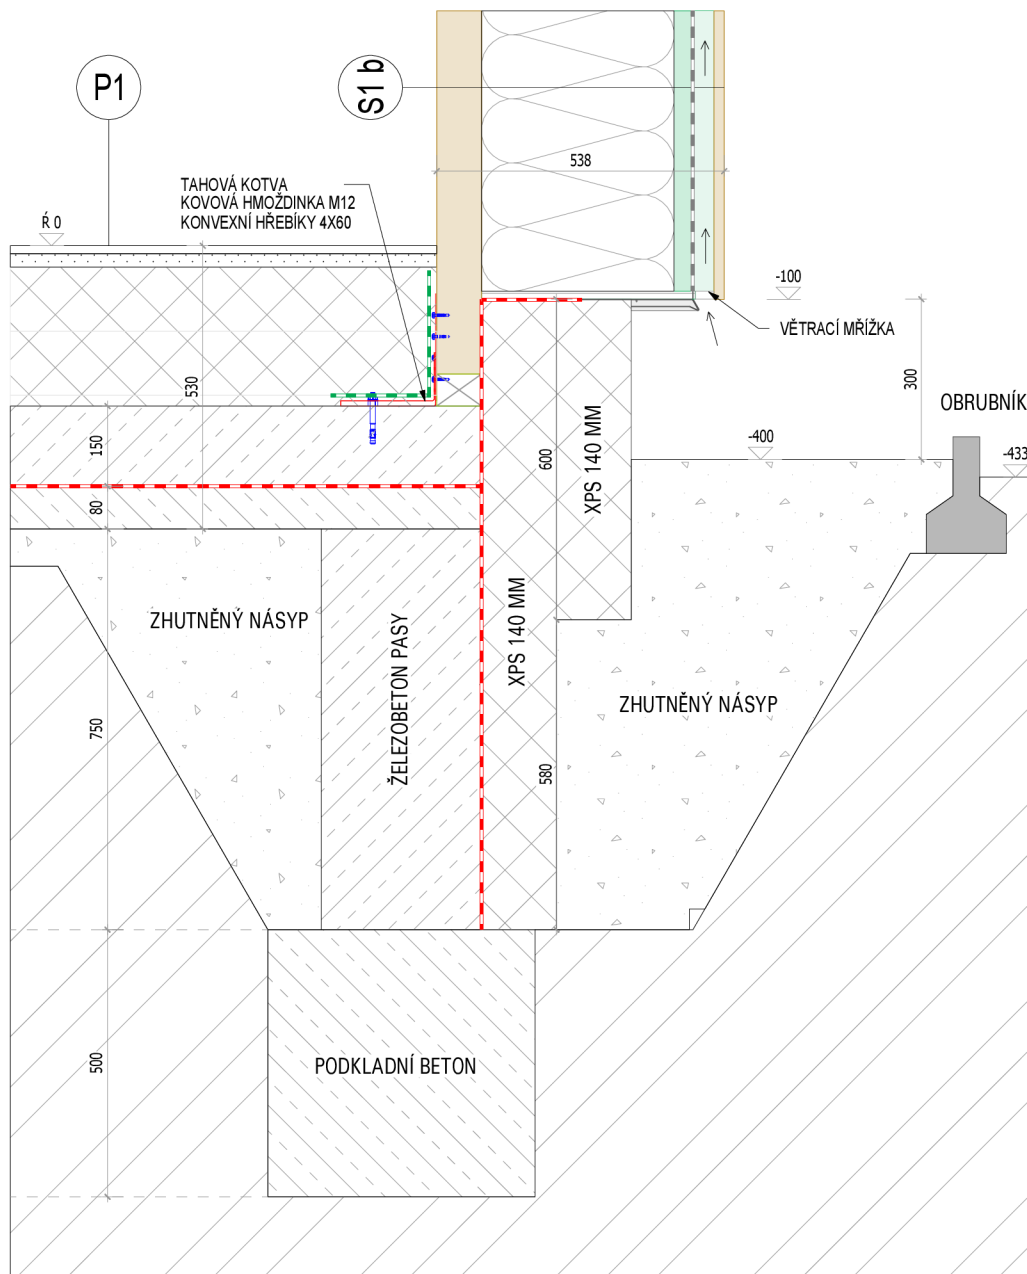 P1
S1 b
538
TAHOVÁ KOTVA
KOVOVÁ HMOŽDINKA M12
KONVEXNÍ HŘEBÍKY 4X60
Ŕ 0
-100
VĚTRACÍ MŘÍŽKA
530
300
OBRUBNÍK
150
600
XPS 140 MM
-400
-433
80
ZHUTNĚNÝ NÁSYP
ŽELEZOBETON PASY
XPS 140 MM
ZHUTNĚNÝ NÁSYP
750
580
500
PODKLADNÍ BETON